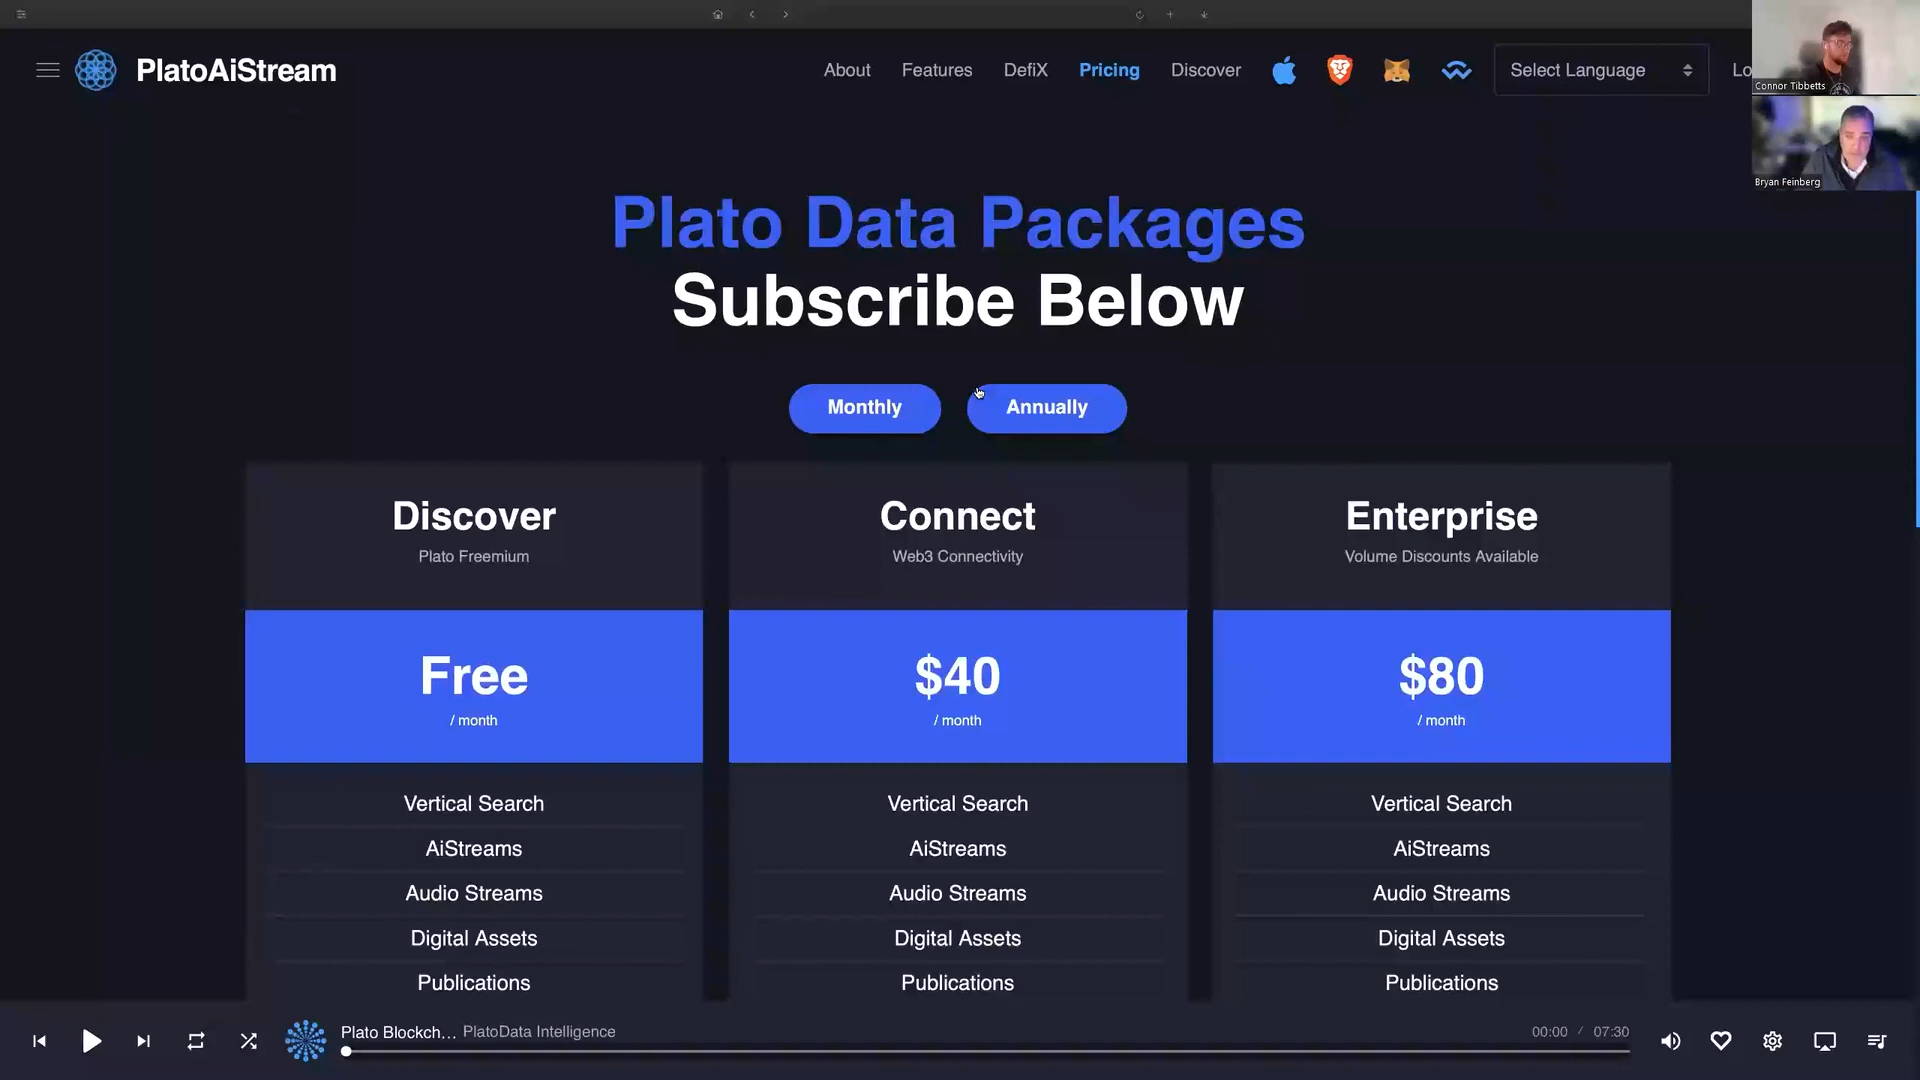 PlatoAiStream
About
Features
DefiX
Pricing
Discover
Select Language
Lo
Connor Tibbetts
Bryan Feinberg
Plato Data Packages
Subscribe Below
Monthly
Annually
Discover
Plato Freemium
Free
/ month
Vertical Search
AiStreams
Audio Streams
Digital Assets
Publications
Connect
Web3 Connectivity
$40
/ month
Vertical Search
AiStreams
Audio Streams
Digital Assets
Publications
Enterprise
Volume Discounts Available
$80
/ month
Vertical Search
AiStreams
Audio Streams
Digital Assets
Publications
Plato Blockch... PlatoData Intelligence
00:00 / 07:30